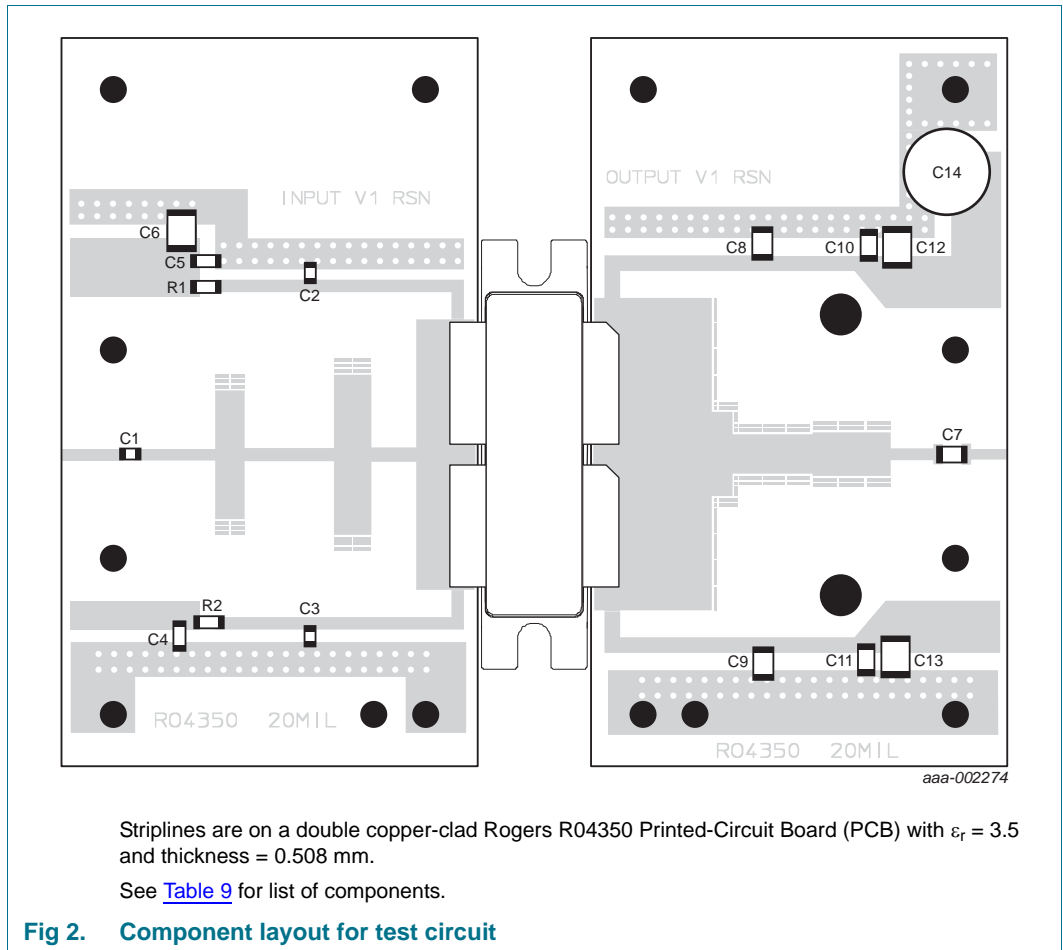 INPUT V1 RSN
OUTPUT V1 RSN
C14
C6
C5
R1
C2
C8
C10
C12
C1
C7
R2
C3
C4
C9
C11
C13
RO4350 20MIL
RO4350 20MIL
aaa-002274
Striplines are on a double copper-clad Rogers R04350 Printed-Circuit Board (PCB) with εr = 3.5
and thickness = 0.508 mm.
See Table 9 for list of components.
Fig 2. Component layout for test circuit